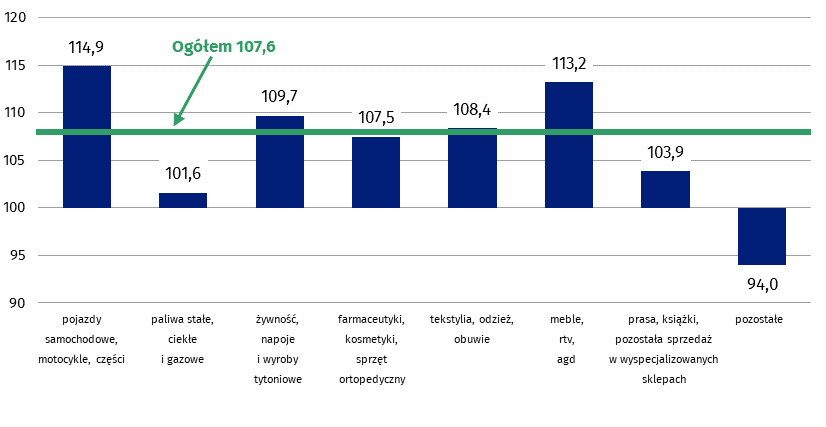 120
115
110
105
100
95
90
Ogółem 107,6
114,9
101,6
109,7
107,5
108,4
113,2
103,9
94,0
pojazdy
samochodowe,
motocykle, części
paliwa stałe,
ciekłe
i gazowe
żywność,
napoje
i wyroby
tytoniowe
farmaceutyki,
kosmetyki,
sprzęt
ortopedyczny
tekstylia, odzież,
obuwie
meble,
rtv,
agd
prasa, książki,
pozostała sprzedaż
w wyspecjalizowanych
sklepach
pozostałe